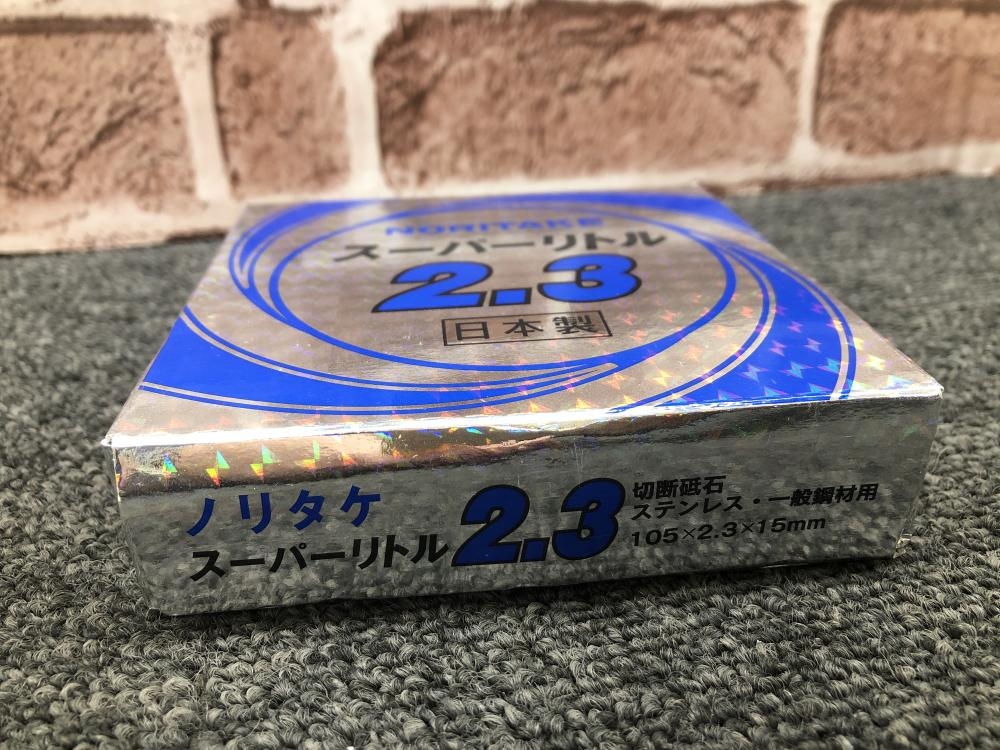 NORITAKE
スーパーリトル
2.3
日本製
ノリタケ
スーパーリトル2.3
切断砥石
ステンレス・一般鋼材用
105×2.3×15mm